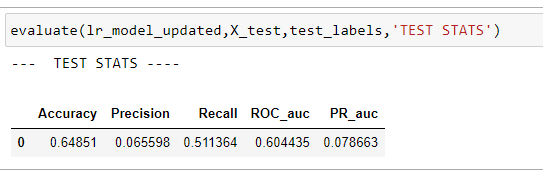 evaluate(lr_model_updated,X_test,test_labels,'TEST STATS')
--- TEST STATS ----
Accuracy Precision Recall ROC_auc PR_auc
0 0.64851 0.065598 0.511364 0.604435 0.078663